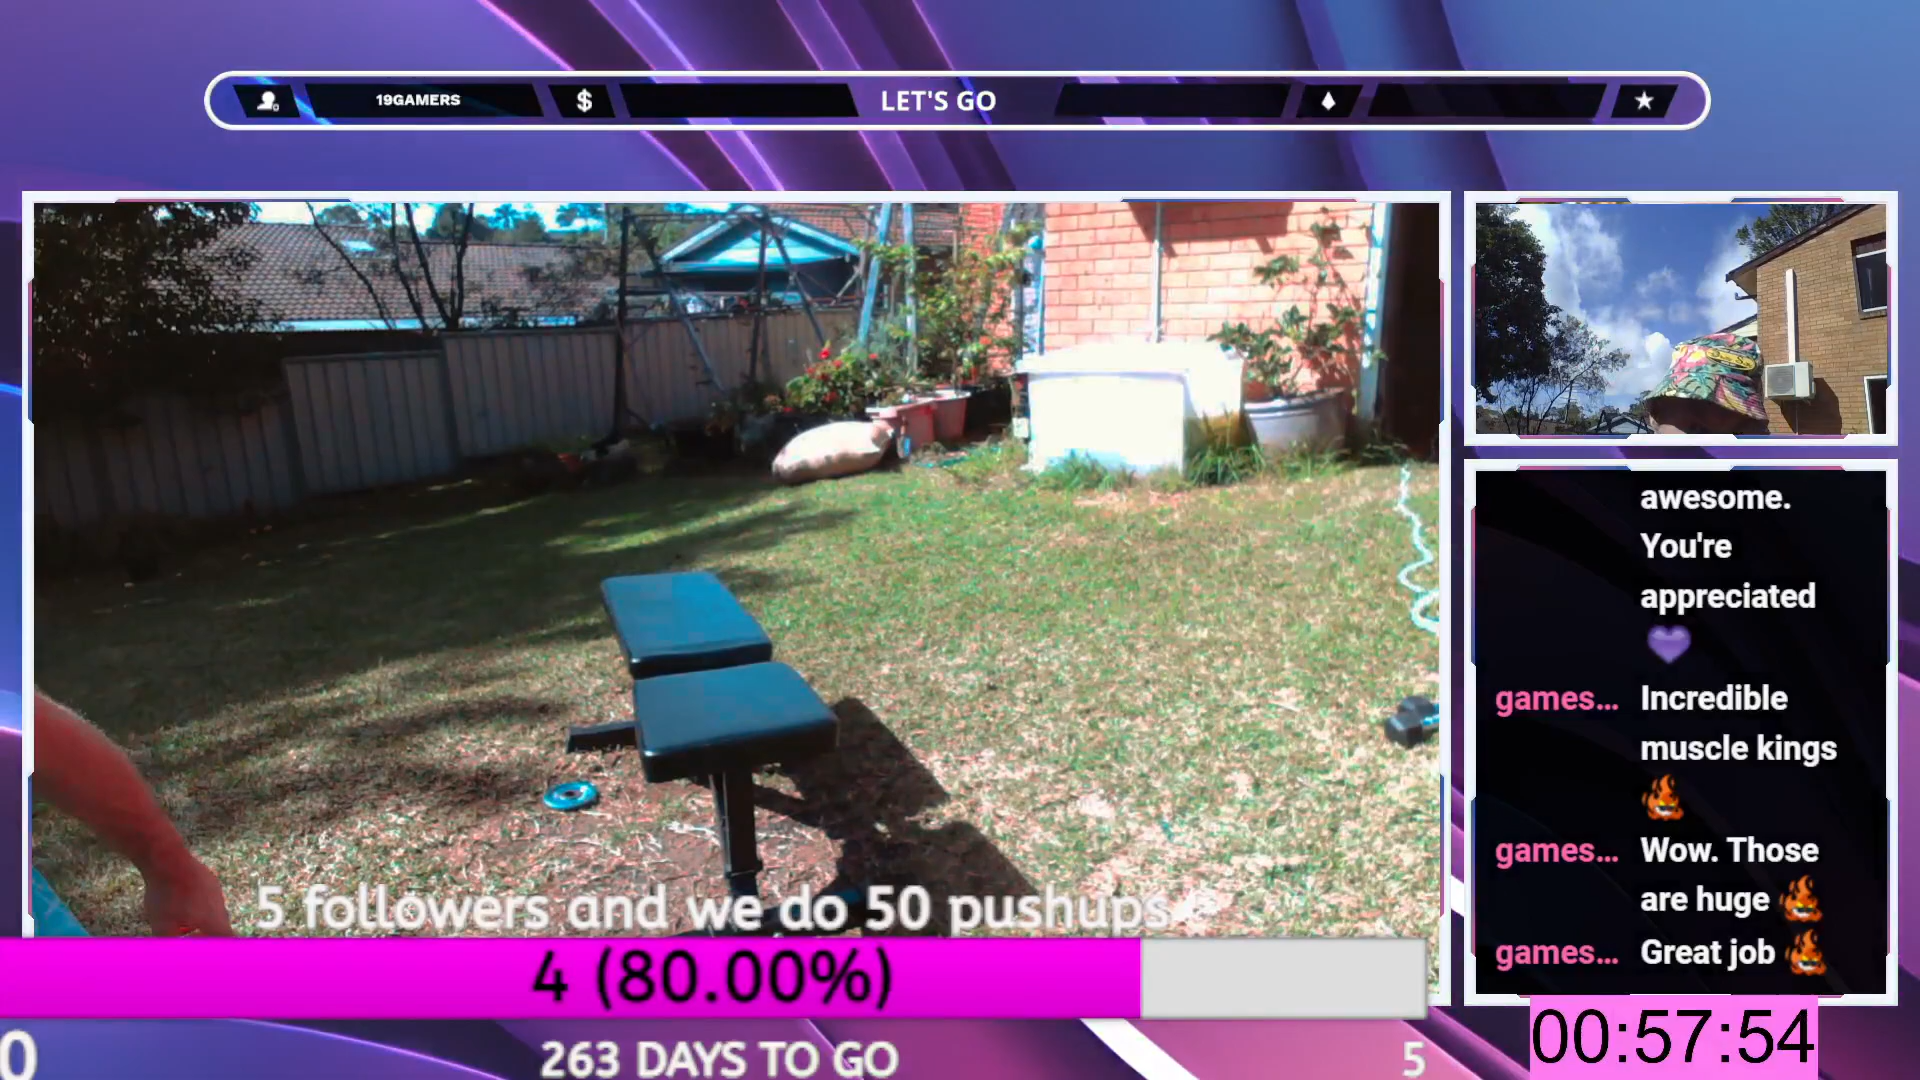 19GAMERS
$
LET'S GO
awesome.
You're
appreciated
games... Incredible
muscle kings
games... Wow. Those
are huge
games... Great job
5 followers and we do 50 pushups
4 (80.00%)
0
263 DAYS TO GO
5
00:57:54